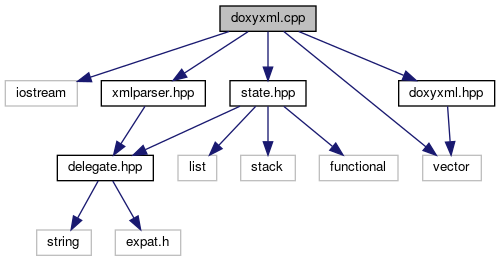 doxyxml.cpp
iostream
xmlparser.hpp
state.hpp
doxyxml.hpp
delegate.hpp
list
stack
functional
vector
string
expat.h